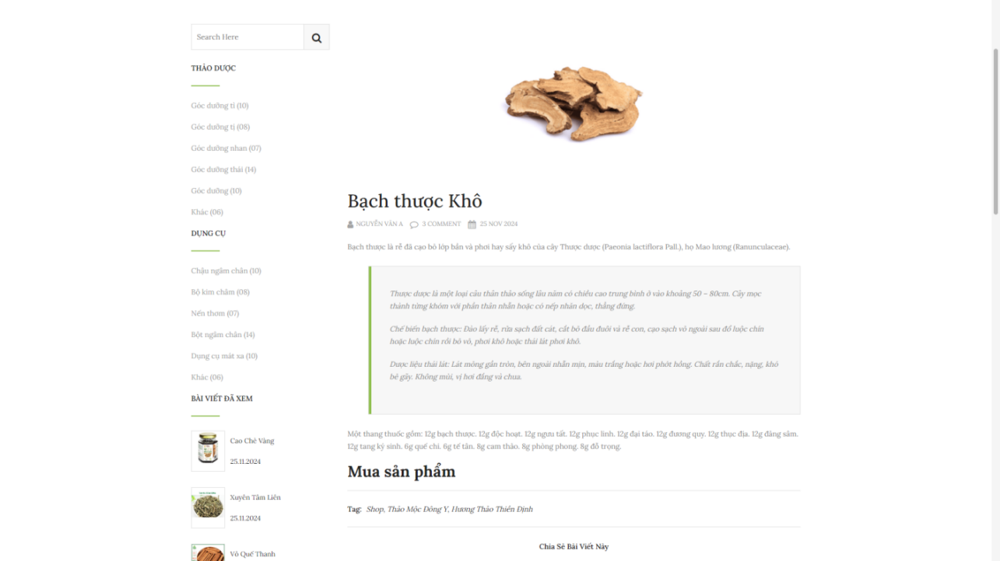 Search Here
THẢO DƯỢC
Góc dưỡng tì (10)
Góc dưỡng tị (08)
Góc dưỡng nhan (07)
Góc dưỡng thái (14)
Góc dưỡng (10)
Khác (06)
DỤNG CỤ
Chậu ngâm chân (10)
Bộ kim châm (08)
Nến thơm (07)
Bột ngâm chân (14)
Dụng cụ mát xa (10)
Khác (06)
BÀI VIẾT ĐÃ XEM
Cao Chè Vàng
25.11.2024
Xuyên Tâm Liên
25.11.2024
Vỏ Quế Thanh
Bạch thược Khô
NGUYỄN VĂN A 3 COMMENT 25 NOV 2024
Bạch thược là rễ đã cạo bỏ lớp bần và phơi hay sấy khô của cây Thược dược (Paeonia lactiflora Pall.), họ Mao lương (Ranunculaceae).
Thược dược là một loại câu thân thảo sống lâu năm có chiều cao trung bình ở vào khoảng 50 – 80cm. Cây mọc
thành từng khóm với phần thân nhẵn hoặc có nếp nhăn dọc, thẳng đứng.
Chế biến bạch thược: Đào lấy rễ, rửa sạch đất cát, cắt bỏ đầu đuôi và rễ con, cạo sạch vỏ ngoài sau đó luộc chín
hoặc luộc chín rồi bỏ vỏ, phơi khô hoặc thái lát phơi khô.
Dược liệu thái lát: Lát mỏng gần tròn, bên ngoài nhẵn mịn, màu trắng hoặc hơi phớt hồng. Chất rắn chắc, nặng, khó
bẻ gãy. Không mùi, vị hơi đắng và chua.
Một thang thuốc gồm: 12g bạch thược. 12g độc hoạt. 12g ngưu tất. 12g phục linh. 12g đại táo. 12g đương quy. 12g thục địa. 12g đảng sâm.
12g tang ký sinh. 6g quế chi. 6g tế tân. 8g cam thảo. 8g phòng phong. 8g đỗ trọng.
Mua sản phẩm
Tag: Shop, Thảo Mộc Đông Y, Hương Thảo Thiền Định
Chia Sẻ Bài Viết Này